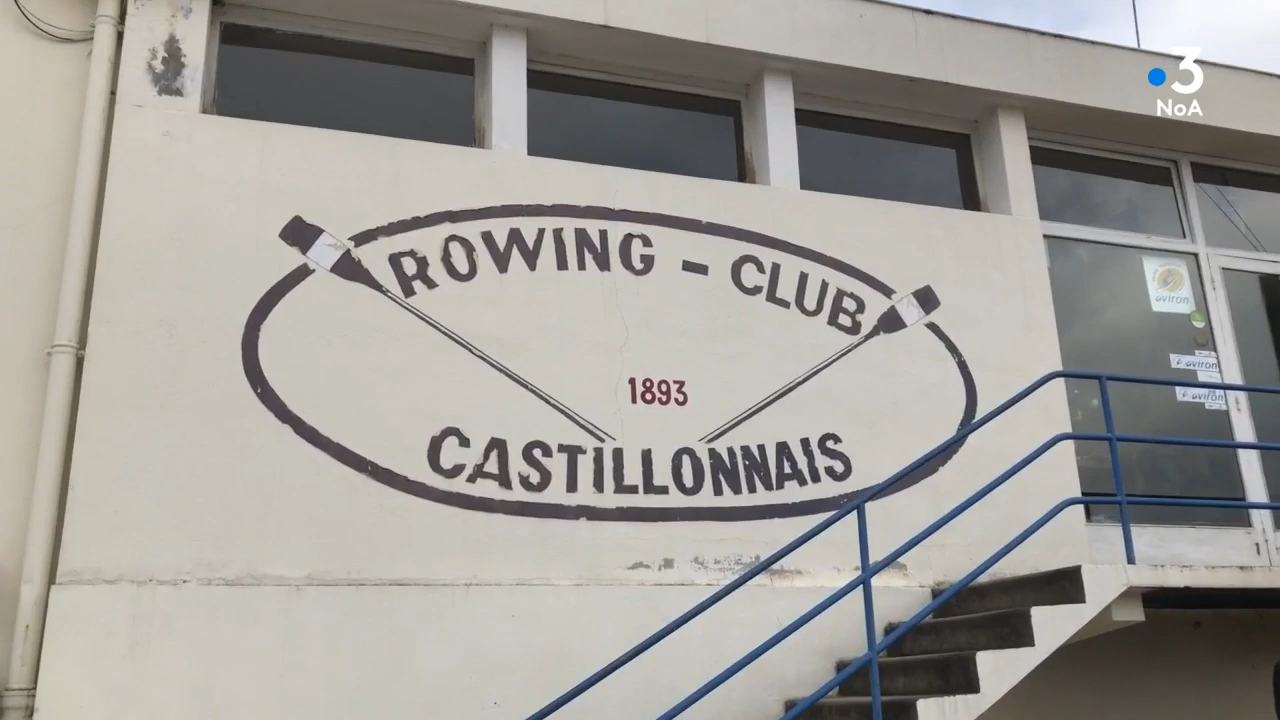 3
NoA
ROWING - CLUB
1893
CASTILLONNAIS
aviron
aviron
aviron